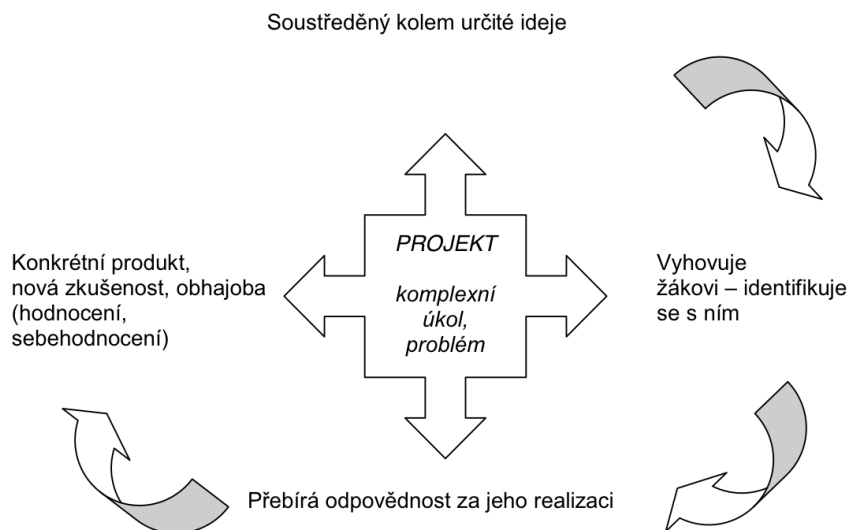 Soustředěný kolem určité ideje
PROJEKT
komplexní
úkol,
problém
Konkrétní produkt,
nová zkušenost, obhajoba
(hodnocení,
sebehodnocení)
Vyhovuje
žákovi – identifikuje
se s ním
Přebírá odpovědnost za jeho realizaci